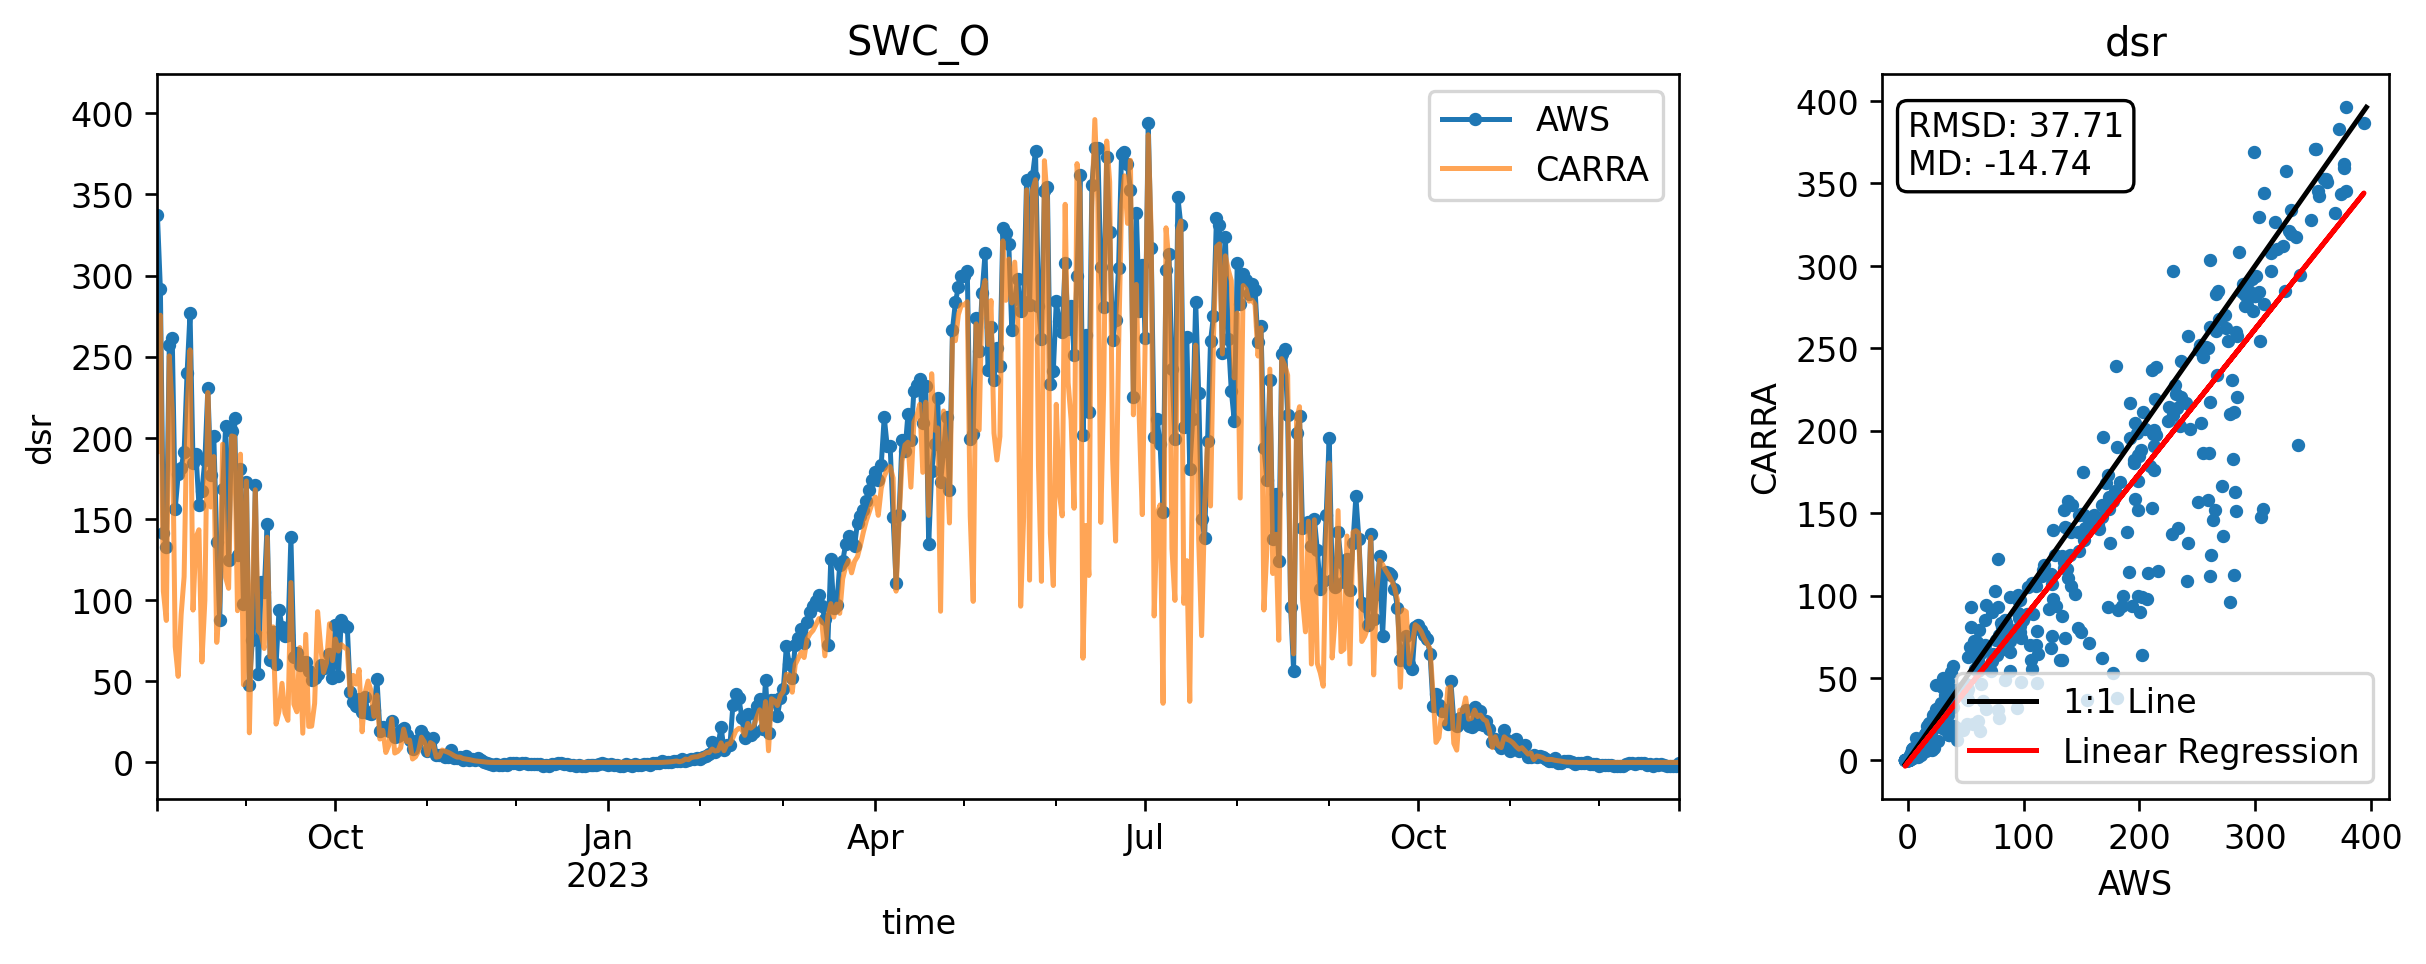 SWC_O
dsr
400
350
300
250
200
150
100
50
0
AWS
CARRA
Oct
Jan
2023
Apr
Jul
Oct
time
dsr
CARRA
400
350
300
250
200
150
100
50
0
RMSD: 37.71
MD: -14.74
1:1 Line
Linear Regression
0
100
200
300
400
AWS